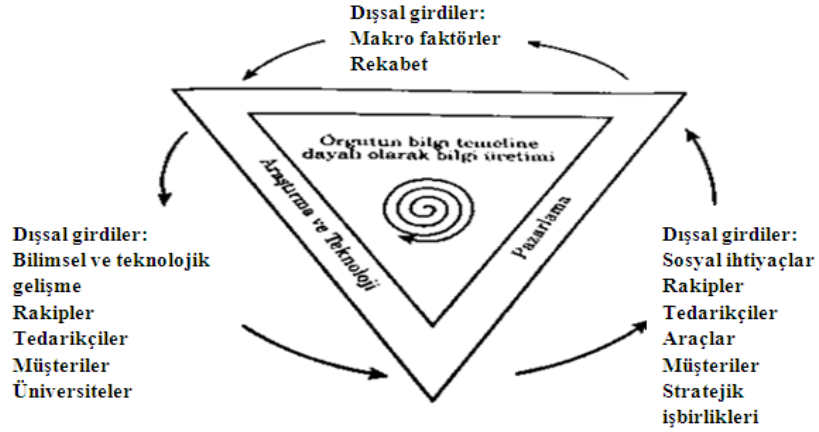 Dışsal girdiler:
Makro faktörler
Rekabet
Örgütün bilgi temeline
dayalı olarak bilgi üretimi
Araştırma ve Teknoloji
Pazarlama
Dışsal girdiler:
Bilimsel ve teknolojik
gelişme
Rakipler
Tedarikçiler
Müşteriler
Üniversiteler
Dışsal girdiler:
Sosyal ihtiyaçlar
Rakipler
Tedarikçiler
Araçlar
Müşteriler
Stratejik
işbirlikleri